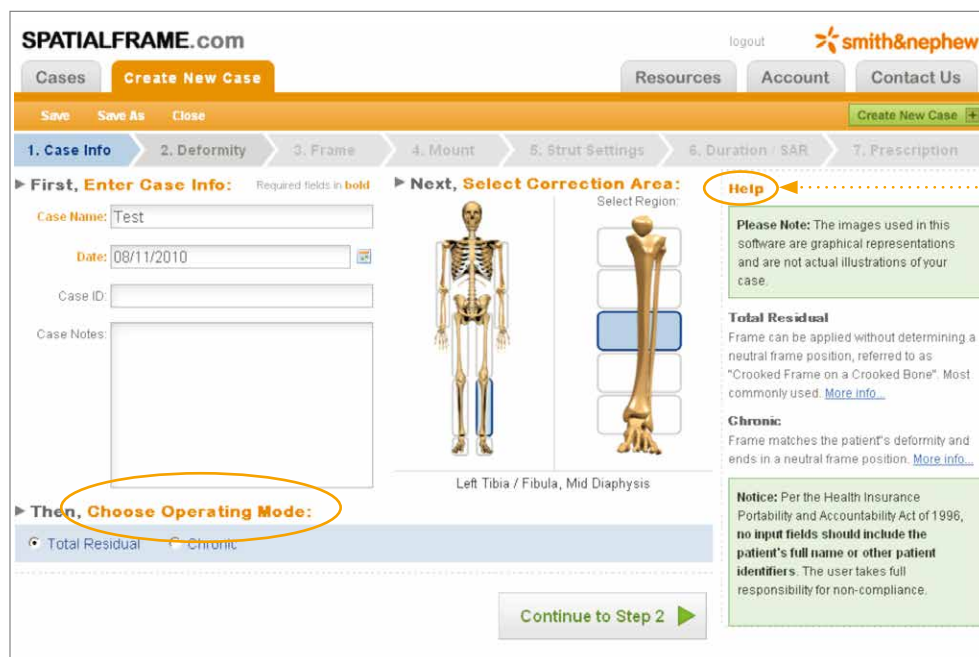 SPATIALFRAME.com
logout
smith&nephew
Cases
Create New Case
Resources
Account
Contact Us
Save
Save As
Close
Create New Case +
1. Case Info
2. Deformity
3. Frame
4. Mount
5. Strut Settings
6. Duration / SAR
7. Prescription
First, Enter Case Info:
Required fields in bold
Case Name: Test
Date: 08/11/2010
Case ID:
Case Notes:
Next, Select Correction Area:
Select Region:
Left Tibia / Fibula, Mid Diaphysis
Then, Choose Operating Mode:
Total Residual
Chronic
Continue to Step 2
Help
Please Note: The images used in this
software are graphical representations
and are not actual illustrations of your
case.
Total Residual
Frame can be applied without determining a
neutral frame position, referred to as
"Crooked Frame on a Crooked Bone". Most
commonly used. More info...
Chronic
Frame matches the patient's deformity and
ends in a neutral frame position. More info...
Notice: Per the Health Insurance
Portability and Accountability Act of 1996,
no input fields should include the
patient's full name or other patient
identifiers. The user takes full
responsibility for non-compliance.